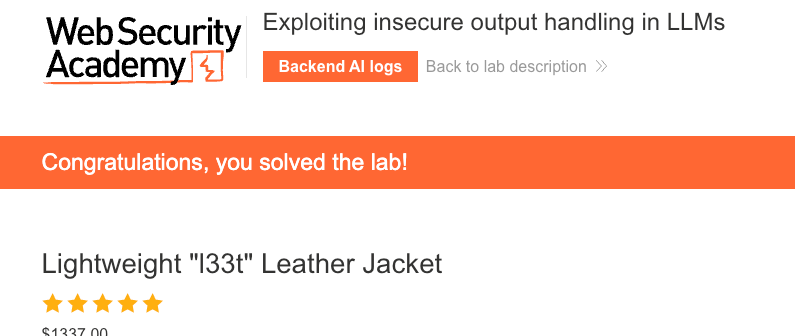 Web Security
Academy
Exploiting insecure output handling in LLMs
Backend AI logs
Back to lab description
Congratulations, you solved the lab!
Lightweight "l33t" Leather Jacket
$1337.00